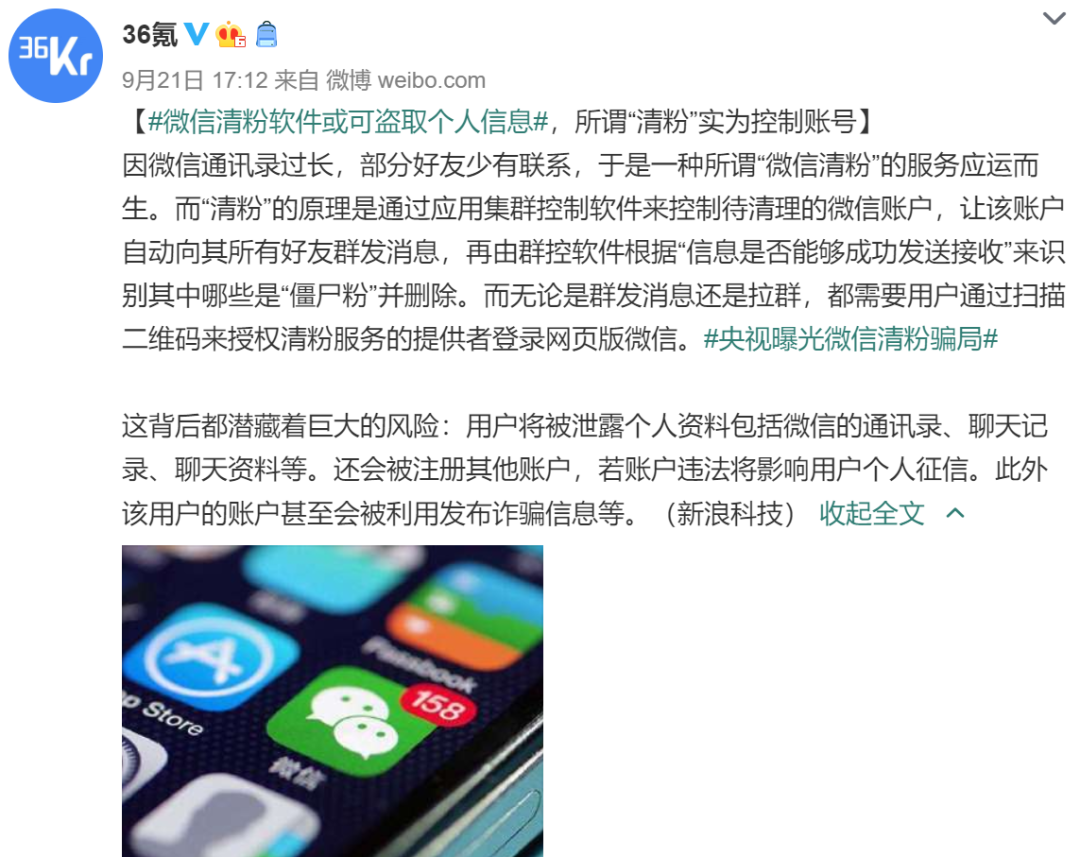 36Kr
36氪
9月21日 17:12 来自 微博 weibo.com
【#微信清粉软件或可盗取个人信息#，所谓“清粉”实为控制账号】
因微信通讯录过长，部分好友少有联系，于是一种所谓“微信清粉”的服务应运而
生。而“清粉”的原理是通过应用集群控制软件来控制待清理的微信账户，让该账户
自动向其所有好友群发消息，再由群控软件根据“信息是否能够成功发送接收”来识
别其中哪些是“僵尸粉”并删除。而无论是群发消息还是拉群，都需要用户通过扫描
二维码来授权清粉服务的提供者登录网页版微信。#央视曝光微信清粉骗局#
这背后都潜藏着巨大的风险：用户将被泄露个人资料包括微信的通讯录、聊天记
录、聊天资料等。还会被注册其他账户，若账户违法将影响用户个人征信。此外
该用户的账户甚至会被利用发布诈骗信息等。（新浪科技） 收起全文
Passbook
158
pp Store
微信